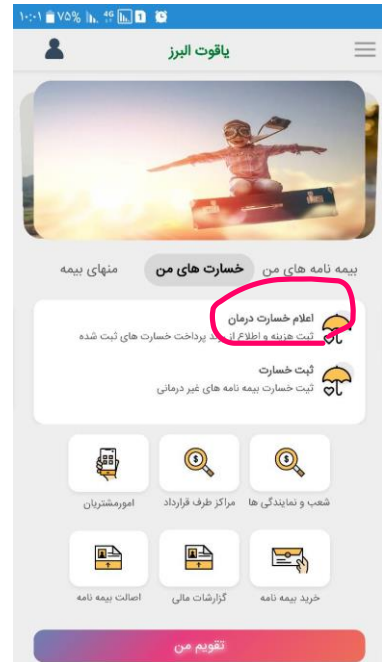 ۱۰:۰۱ ۷۵% 4G 1
یاقوت البرز
بیمه نامه های من خسارت های من منهای بیمه
اعلام خسارت درمان
ثبت هزینه و اطلاع از روند پرداخت خسارت های ثبت شده
ثبت خسارت
ثبت خسارت بیمه نامه های غیر درمانی
شعب و نمایندگی ها مراکز طرف قرارداد امورمشتریان
خرید بیمه نامه گزارشات مالی اصالت بیمه نامه
تقویم من